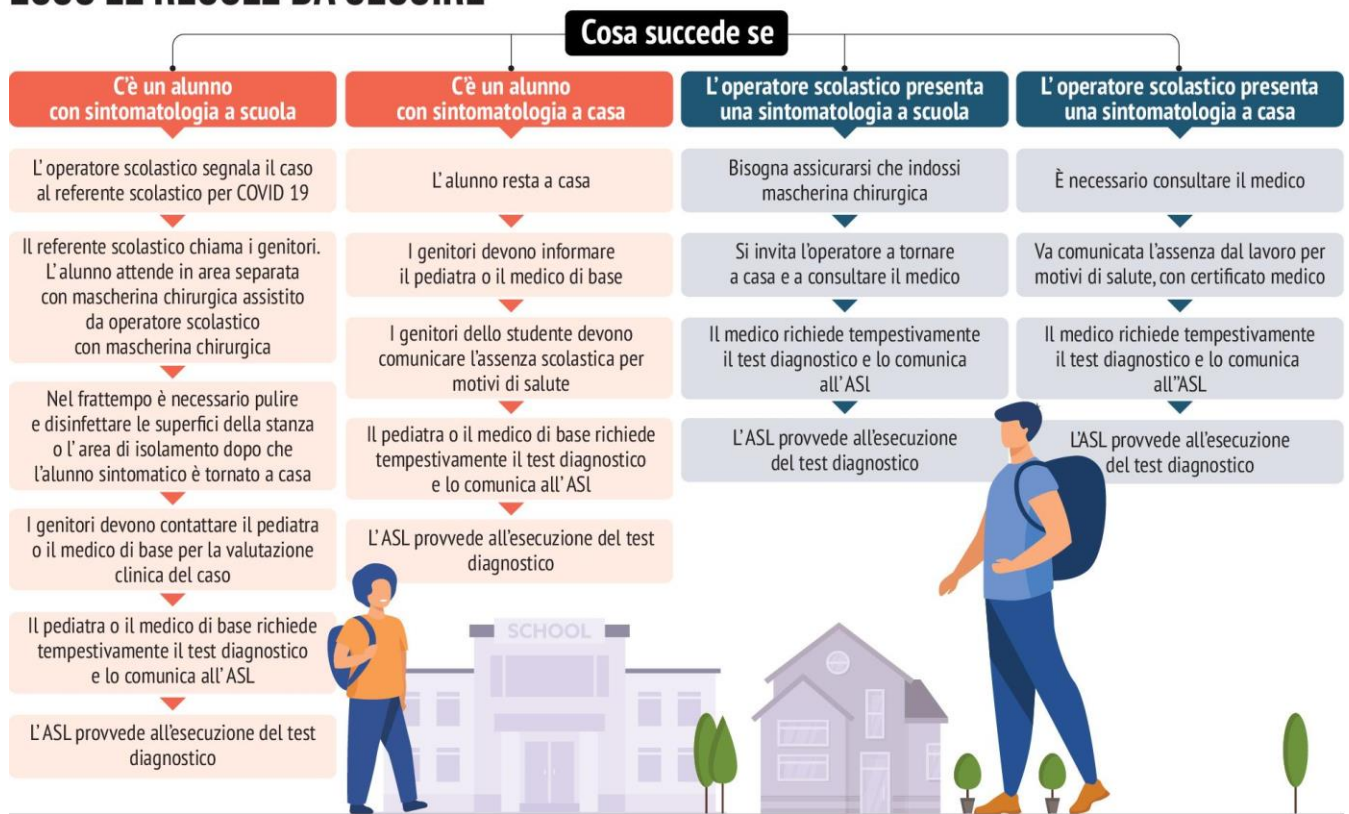 ECCO LE REGOLE DA SEGUIRE
Cosa succede se
C'è un alunno
con sintomatologia a scuola
L'operatore scolastico segnala il caso
al referente scolastico per COVID 19
Il referente scolastico chiama i genitori.
L'alunno attende in area separata
con mascherina chirurgica assistito
da operatore scolastico
con mascherina chirurgica
Nel frattempo è necessario pulire
e disinfettare le superfici della stanza
o l'area di isolamento dopo che
l'alunno sintomatico è tornato a casa
I genitori devono contattare il pediatra
o il medico di base per la valutazione
clinica del caso
Il pediatra o il medico di base richiede
tempestivamente il test diagnostico
e lo comunica all'ASL
L'ASL provvede all'esecuzione del test
diagnostico
C'è un alunno
con sintomatologia a casa
L'alunno resta a casa
I genitori devono informare
il pediatra o il medico di base
I genitori dello studente devono
comunicare l'assenza scolastica per
motivi di salute
Il pediatra o il medico di base richiede
tempestivamente il test diagnostico
e lo comunica all'ASl
L'ASL provvede all'esecuzione del test
diagnostico
L'operatore scolastico presenta
una sintomatologia a scuola
Bisogna assicurarsi che indossi
mascherina chirurgica
Si invita l'operatore a tornare
a casa e a consultare il medico
Il medico richiede tempestivamente
il test diagnostico e lo comunica
all'ASl
L'ASL provvede all'esecuzione
del test diagnostico
L'operatore scolastico presenta
una sintomatologia a casa
È necessario consultare il medico
Va comunicata l'assenza dal lavoro per
motivi di salute, con certificato medico
Il medico richiede tempestivamente
il test diagnostico e lo comunica
all''ASL
L'ASL provvede all'esecuzione
del test diagnostico
SCHOOL